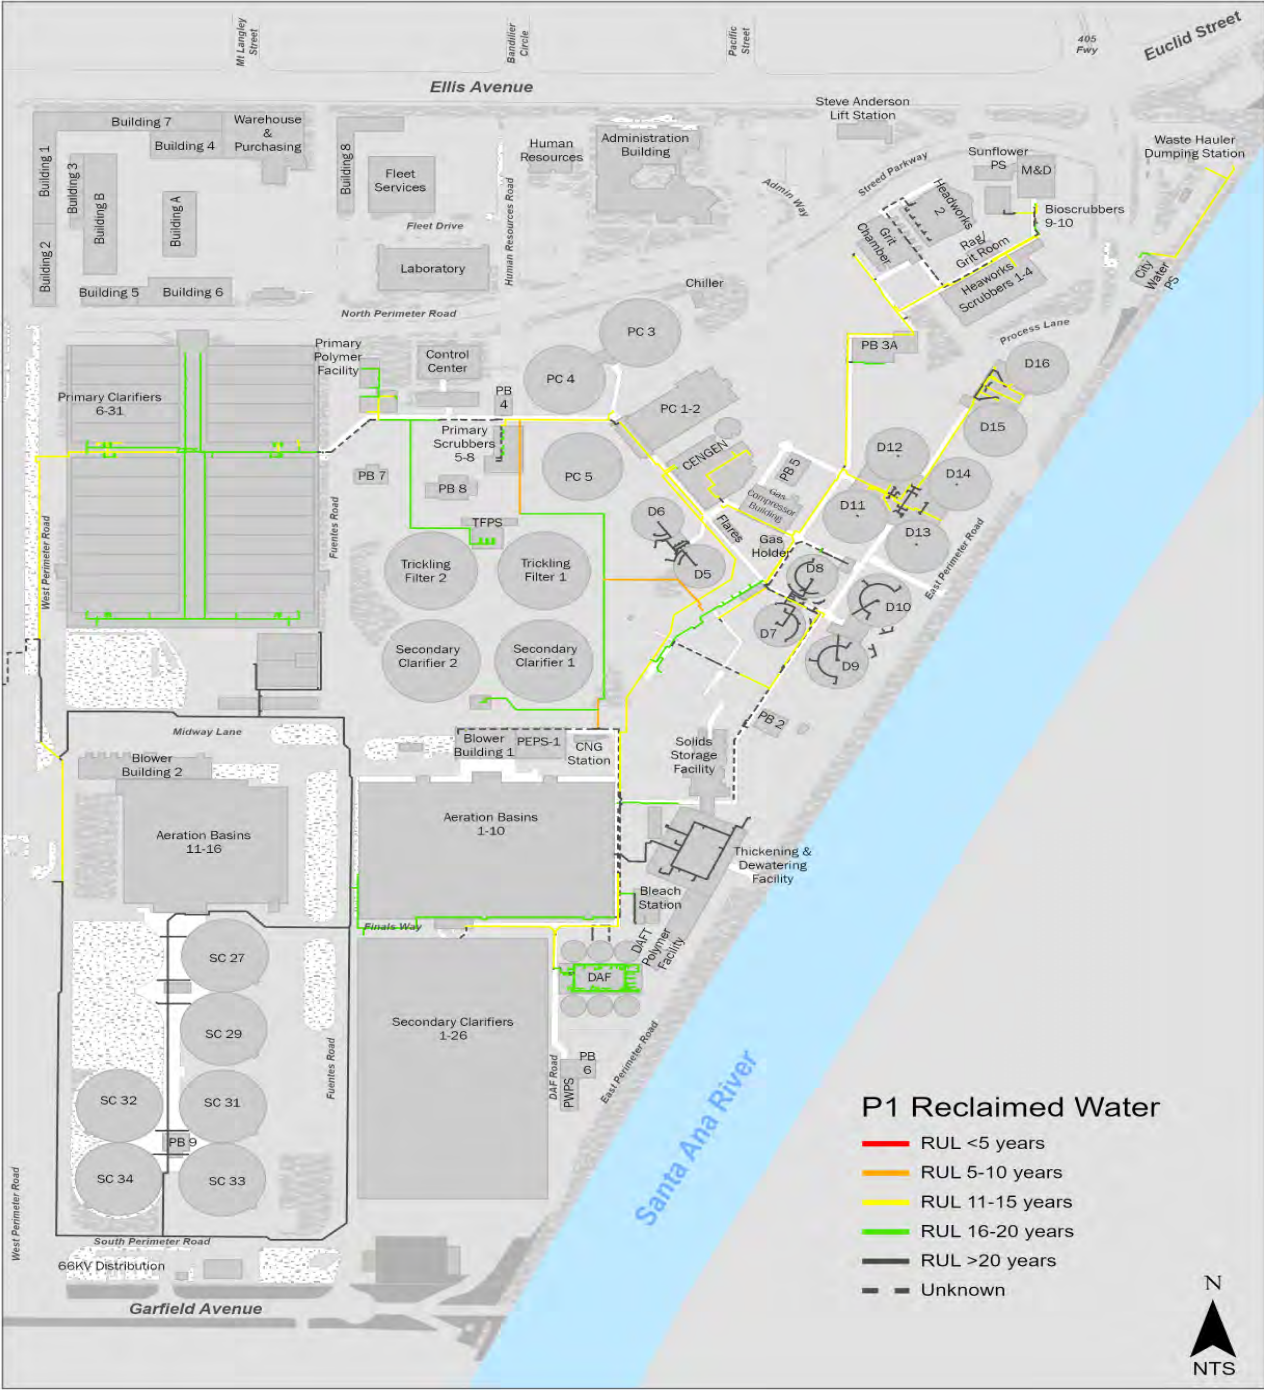 Mt Langley
Street
Bandilier
Circle
Pacific
Street
405
Fwy
Euclid Street
Ellis Avenue
Steve Anderson
Lift Station
Building 7
Warehouse
&
Purchasing
Building 4
Building 1
Building 3
Building B
Building A
Building 2
Building 5
Building 6
Building 8
Fleet
Services
Fleet Drive
Laboratory
Human Resources Road
Human
Resources
Administration
Building
Admin Way
Streed Parkway
Sunflower
PS
M&D
Waste Hauler
Dumping Station
Headworks
2
Grit
Chamber
Rag/
Grit Room
Bioscrubbers
9-10
Heaworks
Scrubbers 1-4
City
Water
PS
Chiller
North Perimeter Road
Process Lane
Primary
Polymer
Facility
Control
Center
PC 3
PB 3A
PC 4
PB
4
PC 1-2
D16
Primary Clarifiers
6-31
Primary
Scrubbers
5-8
D15
D12
CENGEN
PB 5
D14
PB 7
PB 8
PC 5
Gas
Compressor
Building
D11
D6
Flares
D13
TFPS
Gas
Holder
Fuentes Road
West Perimeter Road
East Perimeter Road
Trickling
Filter 2
Trickling
Filter 1
D5
D8
D10
D7
D9
Secondary
Clarifier 2
Secondary
Clarifier 1
PB 2
Midway Lane
Blower
Building 1
PEPS-1
CNG
Station
Solids
Storage
Facility
Blower
Building 2
Aeration Basins
11-16
Aeration Basins
1-10
Thickening &
Dewatering
Facility
Bleach
Station
Finals Way
DAFT
Polymer
Facility
SC 27
DAF
SC 29
Secondary Clarifiers
1-26
Fuentes Road
DAF Road
PB
6
PWPS
East Perimeter Road
SC 32
SC 31
PB 9
SC 34
SC 33
West Perimeter Road
South Perimeter Road
66KV Distribution
Garfield Avenue
Santa Ana River
P1 Reclaimed Water
RUL <5 years
RUL 5-10 years
RUL 11-15 years
RUL 16-20 years
RUL >20 years
Unknown
N
NTS